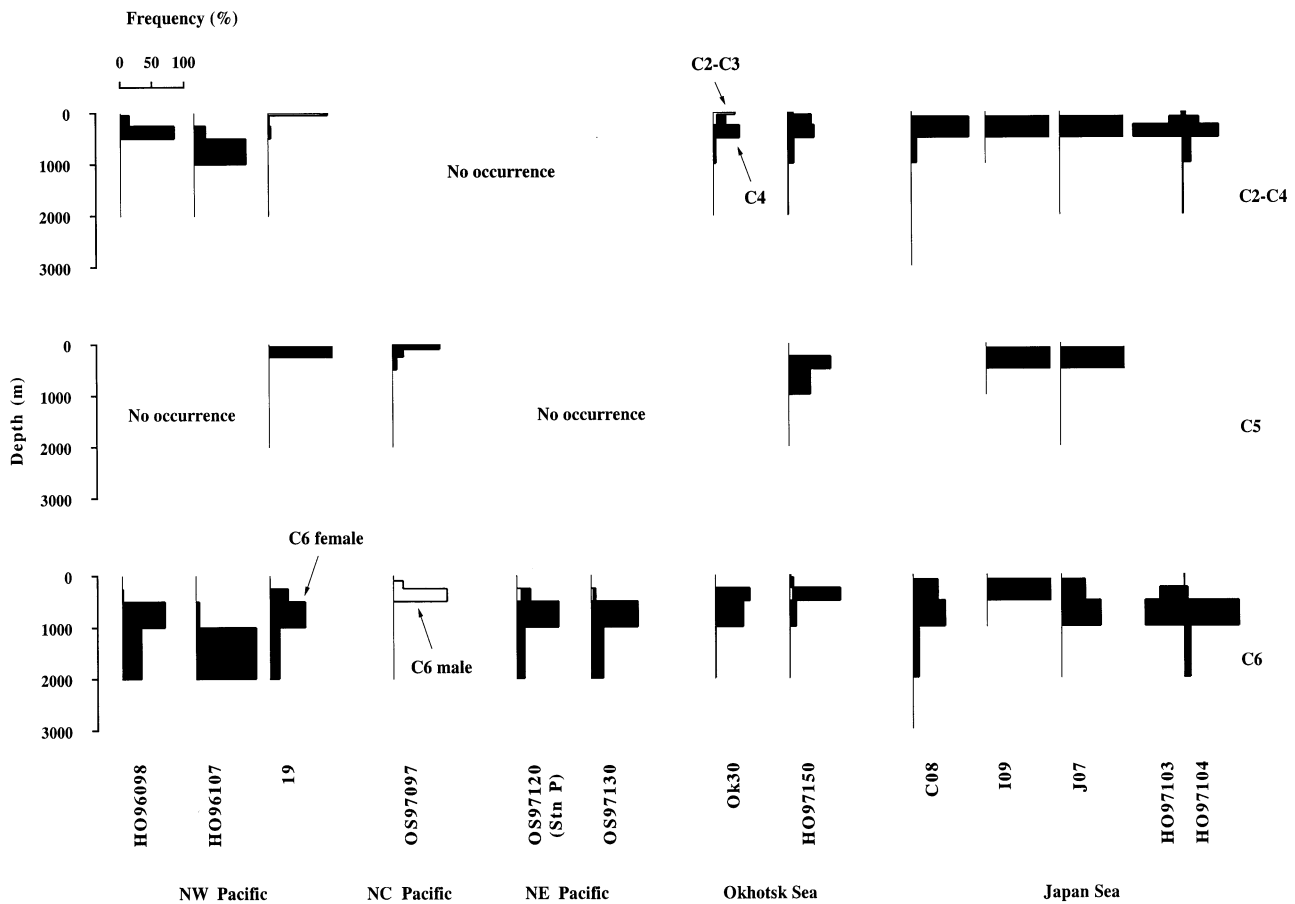 Frequency (%)
0 50 100
C2-C3
0
1000
2000
3000
No occurrence
C4
C2-C4
0
1000
2000
3000
No occurrence
No occurrence
C5
Depth (m)
C6 female
0
1000
2000
3000
C6 male
C6
HO96098
HO96107
19
OS97097
OS97120
(Stn P)
OS97130
Ok30
HO97150
C08
I09
J07
HO97103
HO97104
NW Pacific
NC Pacific
NE Pacific
Okhotsk Sea
Japan Sea